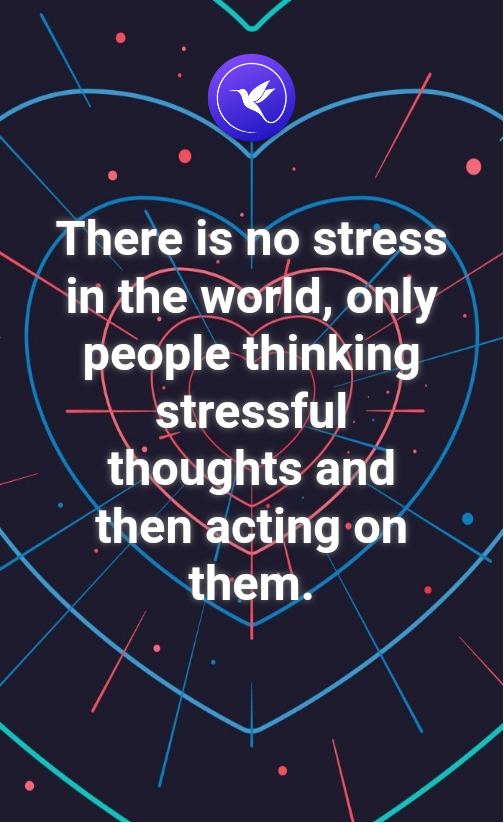 There is no stress
in the world, only
people thinking
stressful
thoughts and
then acting on
them.